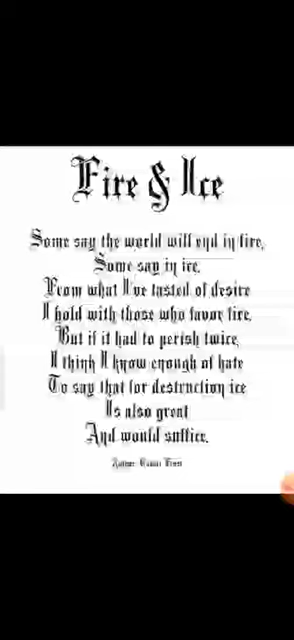 Fire & Ice
Some say the world will end in fire,
Some say in ice.
From what I've tasted of desire
I hold with those who favor fire.
But if it had to perish twice,
I think I know enough of hate
To say that for destruction ice
Is also great
And would suffice.
Frost